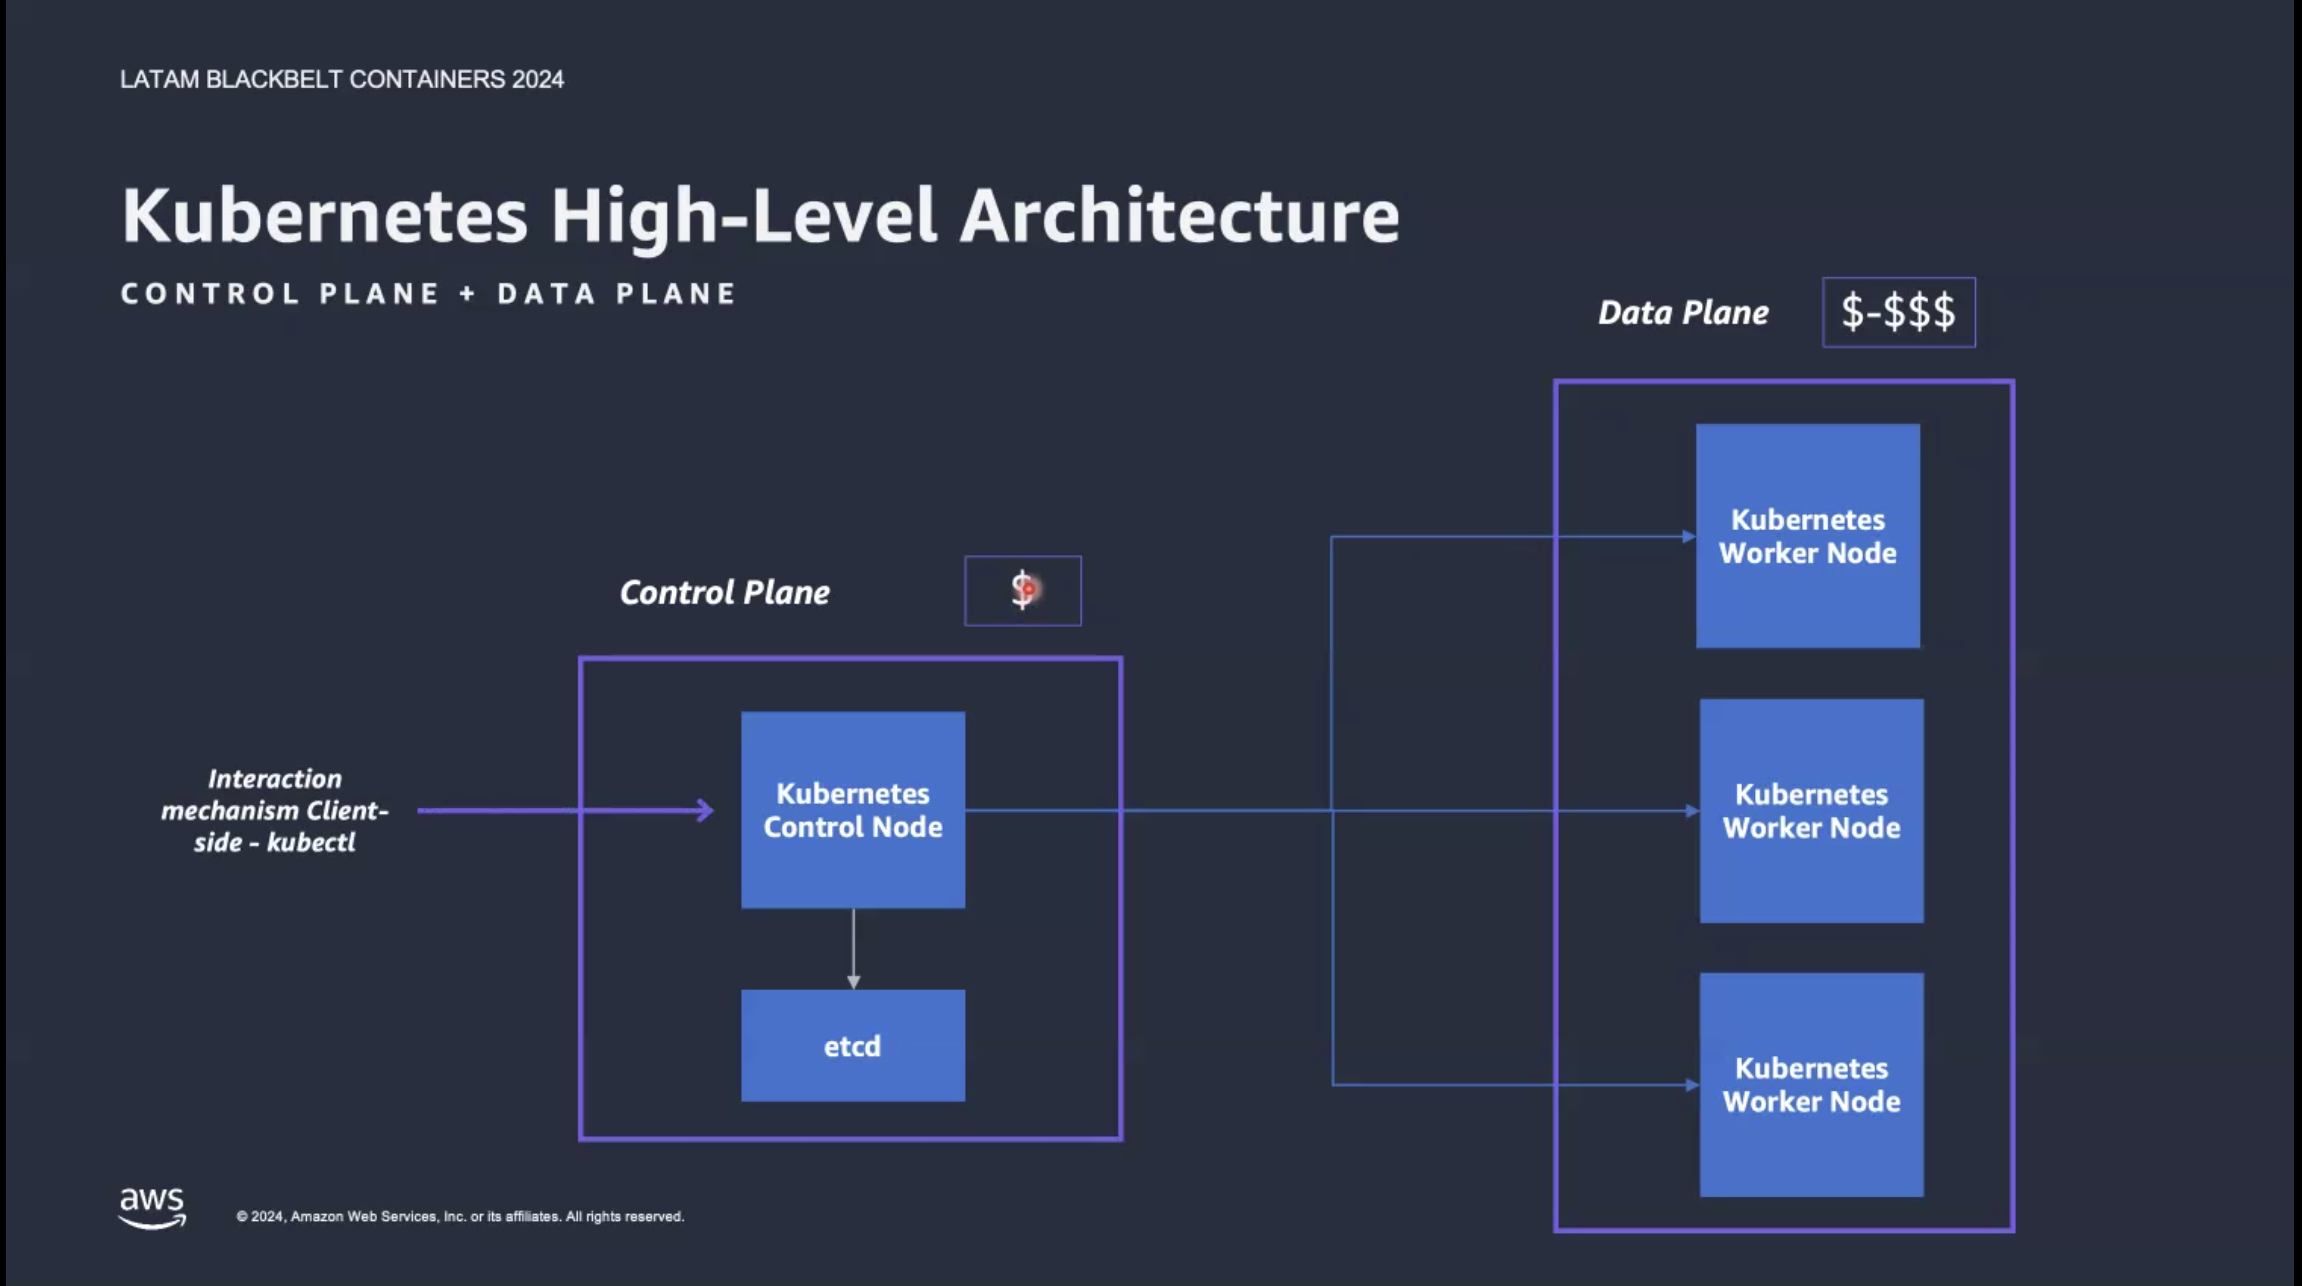 LATAM BLACKBELT CONTAINERS 2024
Kubernetes High-Level Architecture
CONTROL PLANE + DATA PLANE
Data Plane
$-$$$
Control Plane
$
Interaction
mechanism Client-
side - kubectl
Kubernetes
Control Node
etcd
Kubernetes
Worker Node
Kubernetes
Worker Node
Kubernetes
Worker Node
aws
© 2024, Amazon Web Services, Inc. or its affiliates. All rights reserved.